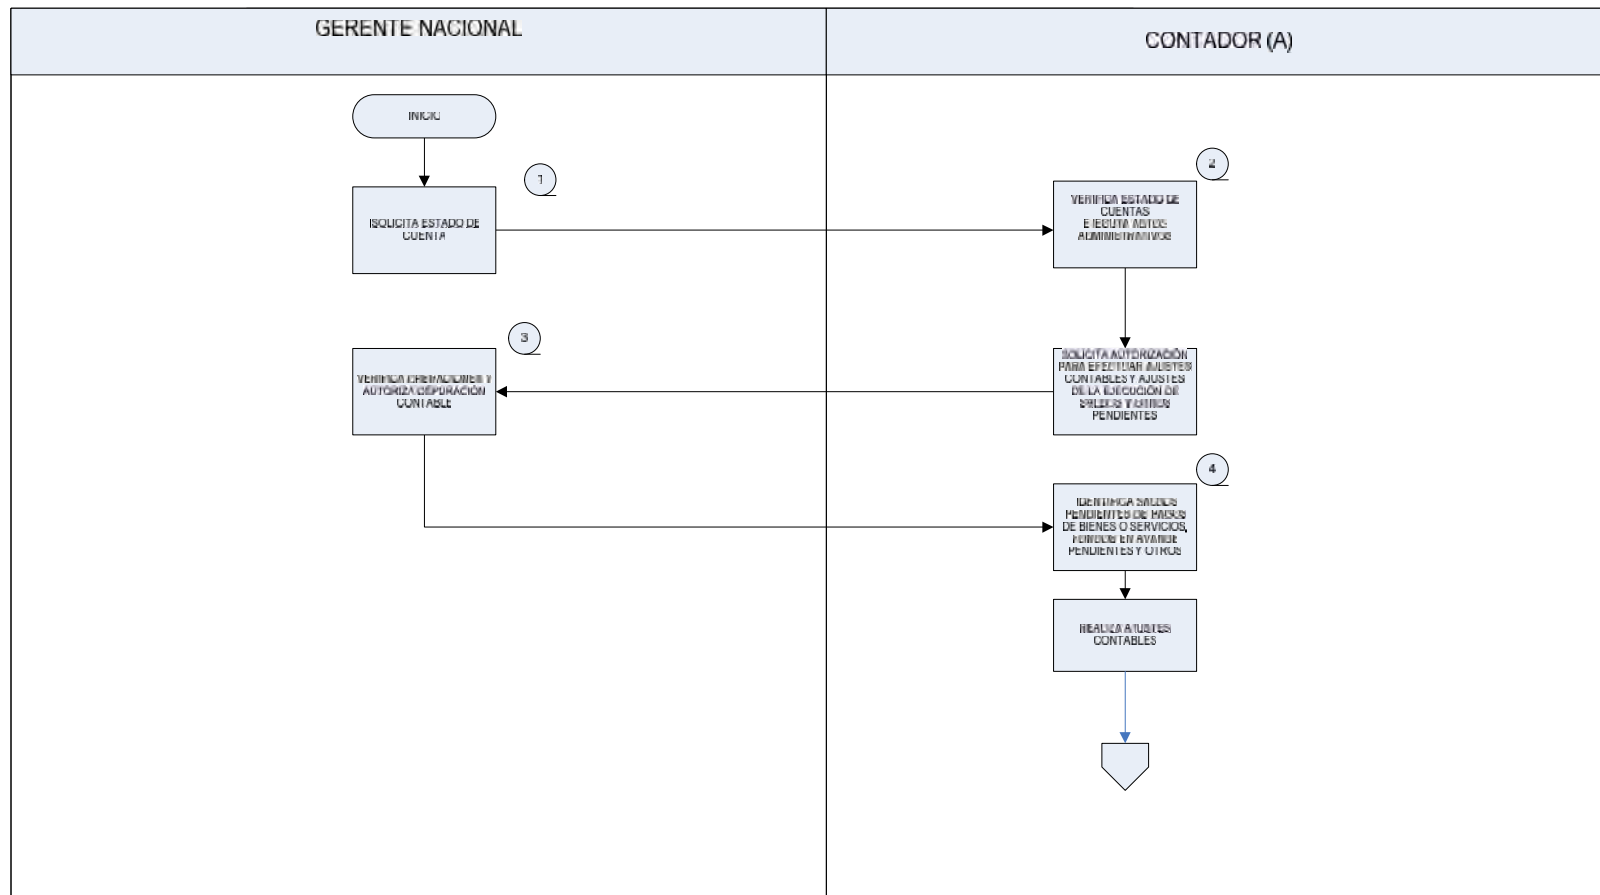 GERENTE NACIONAL
CONTADOR (A)
INICIO
1
SOLICITA ESTADO DE
CUENTA
2
VERIFICA ESTADO DE
CUENTAS
EJECUTA ACTOS
ADMINISTRATIVOS
3
VERIFICA Y
AUTORIZA DEPURACIÓN
CONTABLE
SOLICITA AUTORIZACIÓN
PARA EFECTUAR AJUSTES
CONTABLES Y AJUSTES
DE LA EJECUCIÓN DE
SALDOS Y OTROS
PENDIENTES
4
IDENTIFICA SALDOS
PENDIENTES DE PAGOS
DE BIENES O SERVICIOS,
FONDOS EN AVANCE
PENDIENTES Y OTROS
REALIZA AJUSTES
CONTABLES